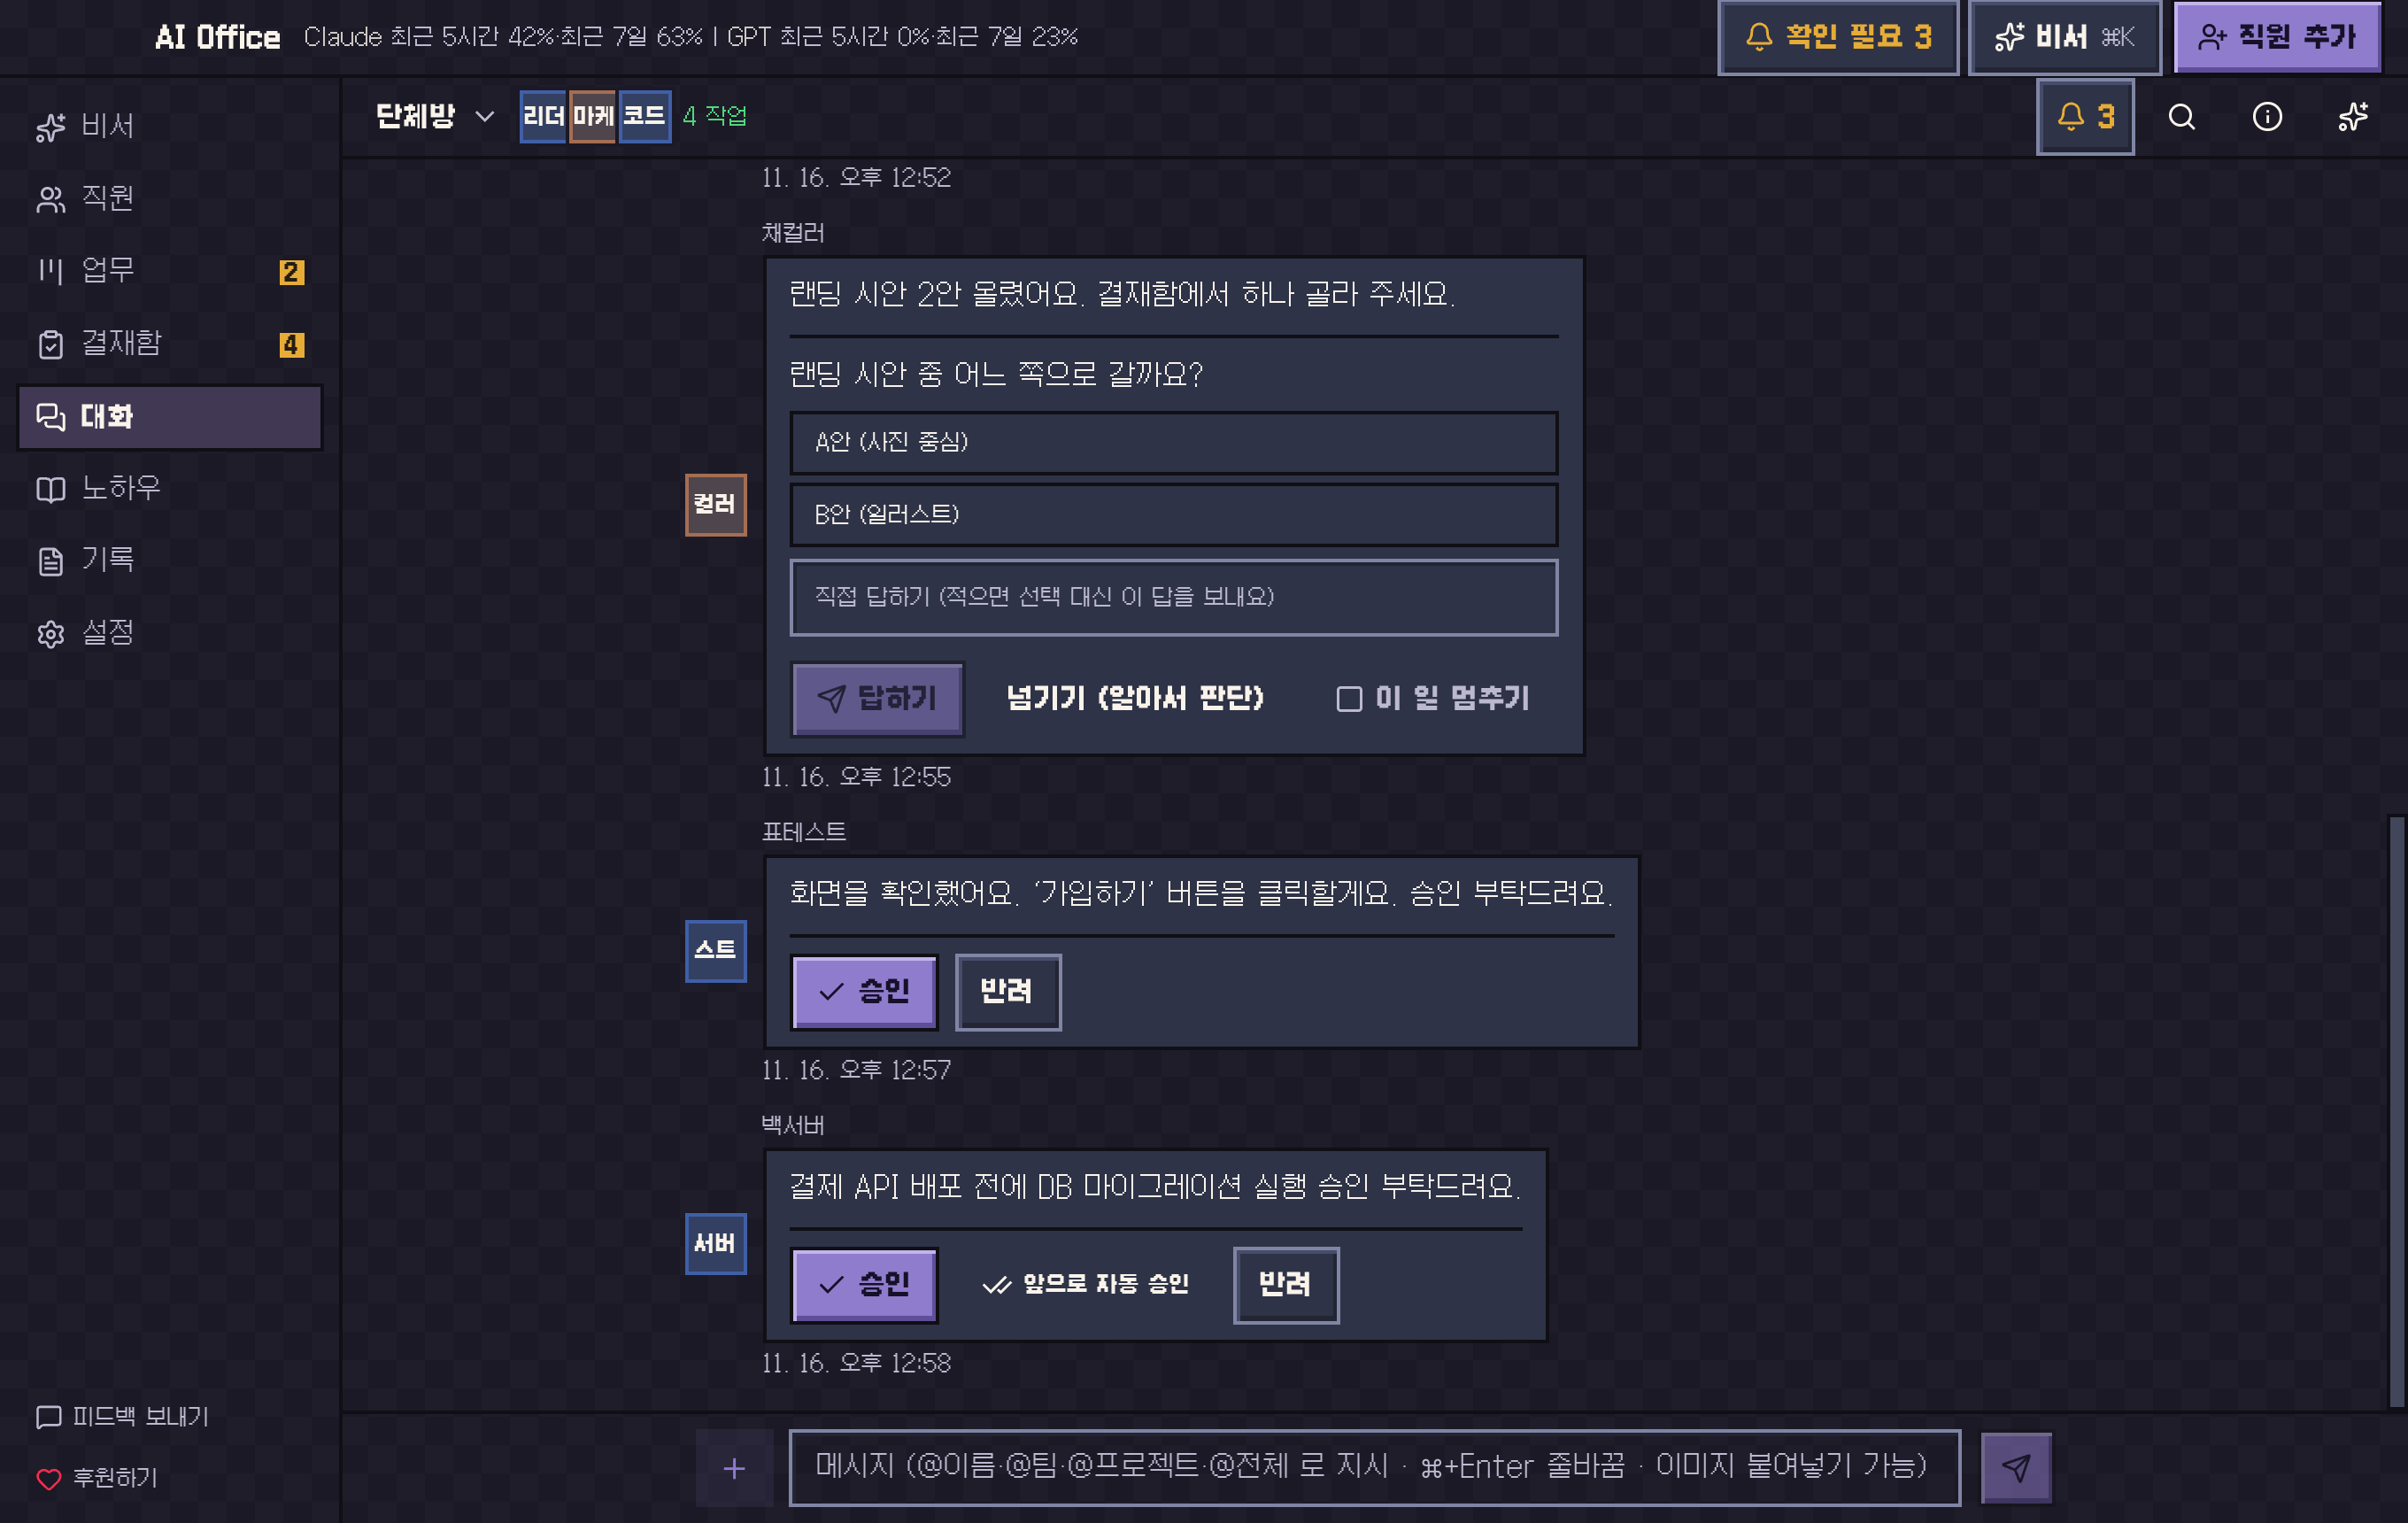 AI Office Claude 최근 5시간 42%·최근 7일 63% | GPT 최근 5시간 0%·최근 7일 23%
확인 필요 3
비서 ⌘K
직원 추가
비서
직원
업무 2
결재함 4
대화
노하우
기록
설정
피드백 보내기
후원하기
단체방 리더 마케 코드 4 작업
3
11. 16. 오후 12:52
채컬러
컬러
랜딩 시안 2안 올렸어요. 결재함에서 하나 골라 주세요.
랜딩 시안 중 어느 쪽으로 갈까요?
A안 (사진 중심)
B안 (일러스트)
직접 답하기 (적으면 선택 대신 이 답을 보내요)
답하기 넘기기 (알아서 판단) 이 일 멈추기
11. 16. 오후 12:55
표테스트
스트
화면을 확인했어요. ‘가입하기’ 버튼을 클릭할게요. 승인 부탁드려요.
승인 반려
11. 16. 오후 12:57
백서버
서버
결제 API 배포 전에 DB 마이그레이션 실행 승인 부탁드려요.
승인 앞으로 자동 승인 반려
11. 16. 오후 12:58
메시지 (@이름·@팀·@프로젝트·@전체 로 지시 · ⌘+Enter 줄바꿈 · 이미지 붙여넣기 가능)